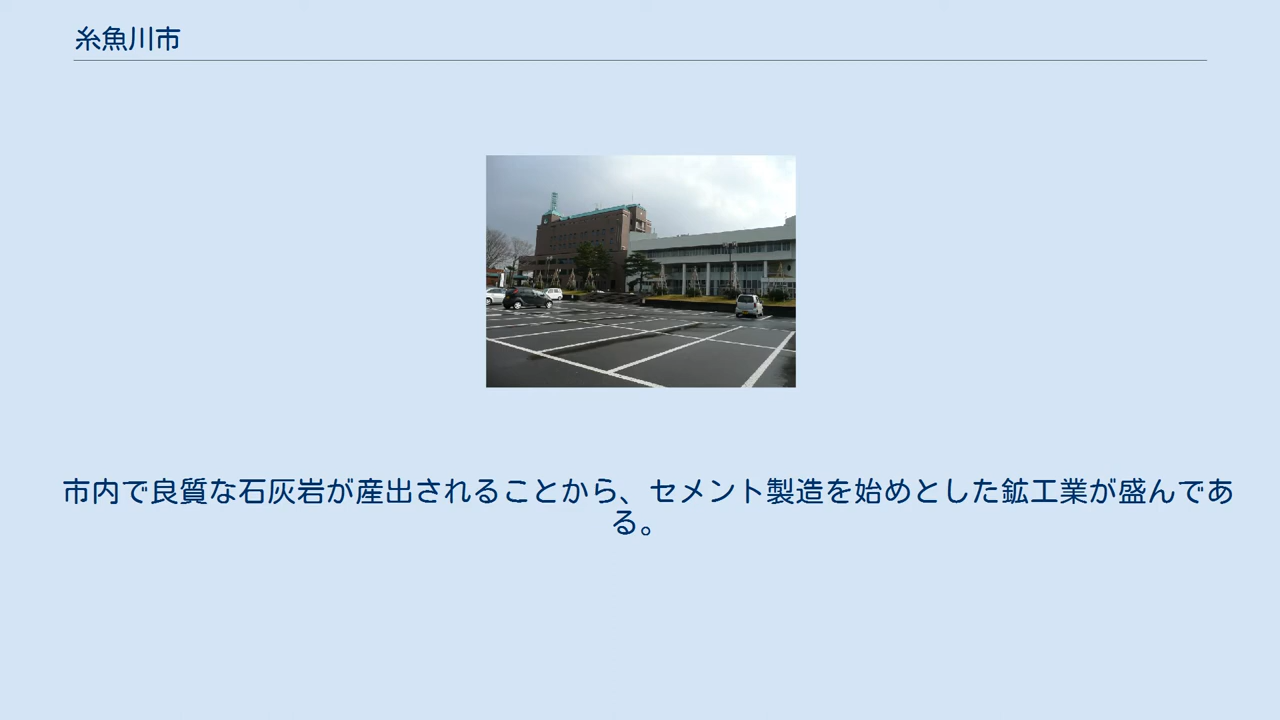 糸魚川市
市内で良質な石灰岩が産出されることから、セメント製造を始めとした鉱工業が盛んであ
る。